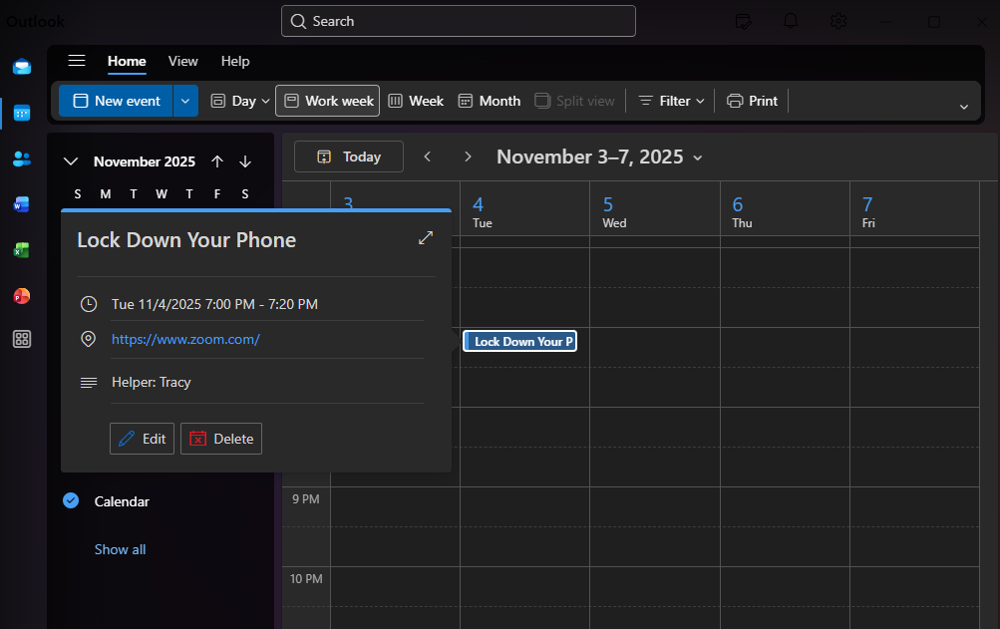 Outlook
Search
Home View Help
New event Day Work week Week Month Split view Filter Print
November 2025
S M T W T F S
Today November 3–7, 2025
3
4 Tue
5 Wed
6 Thu
7 Fri
Lock Down Your Phone
Tue 11/4/2025 7:00 PM - 7:20 PM
https://www.zoom.com/
Helper: Tracy
Edit Delete
Lock Down Your P
Calendar
Show all
9 PM
10 PM